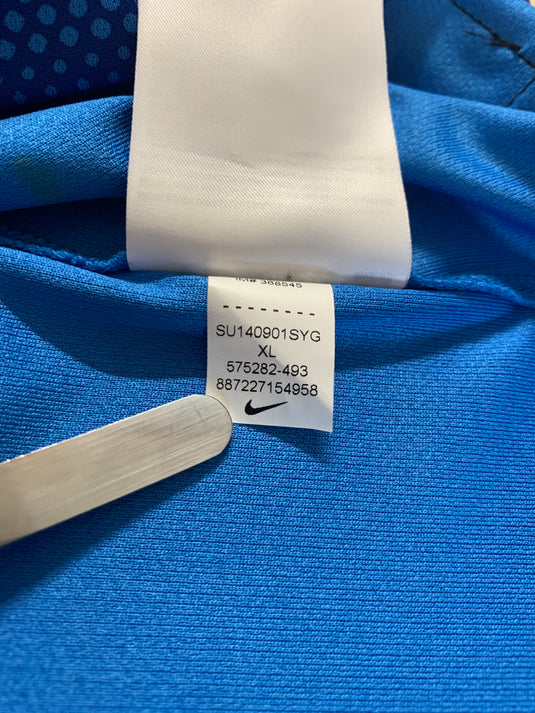 - - - - - - - -
SU140901SYG
XL
575282-493
887227154958